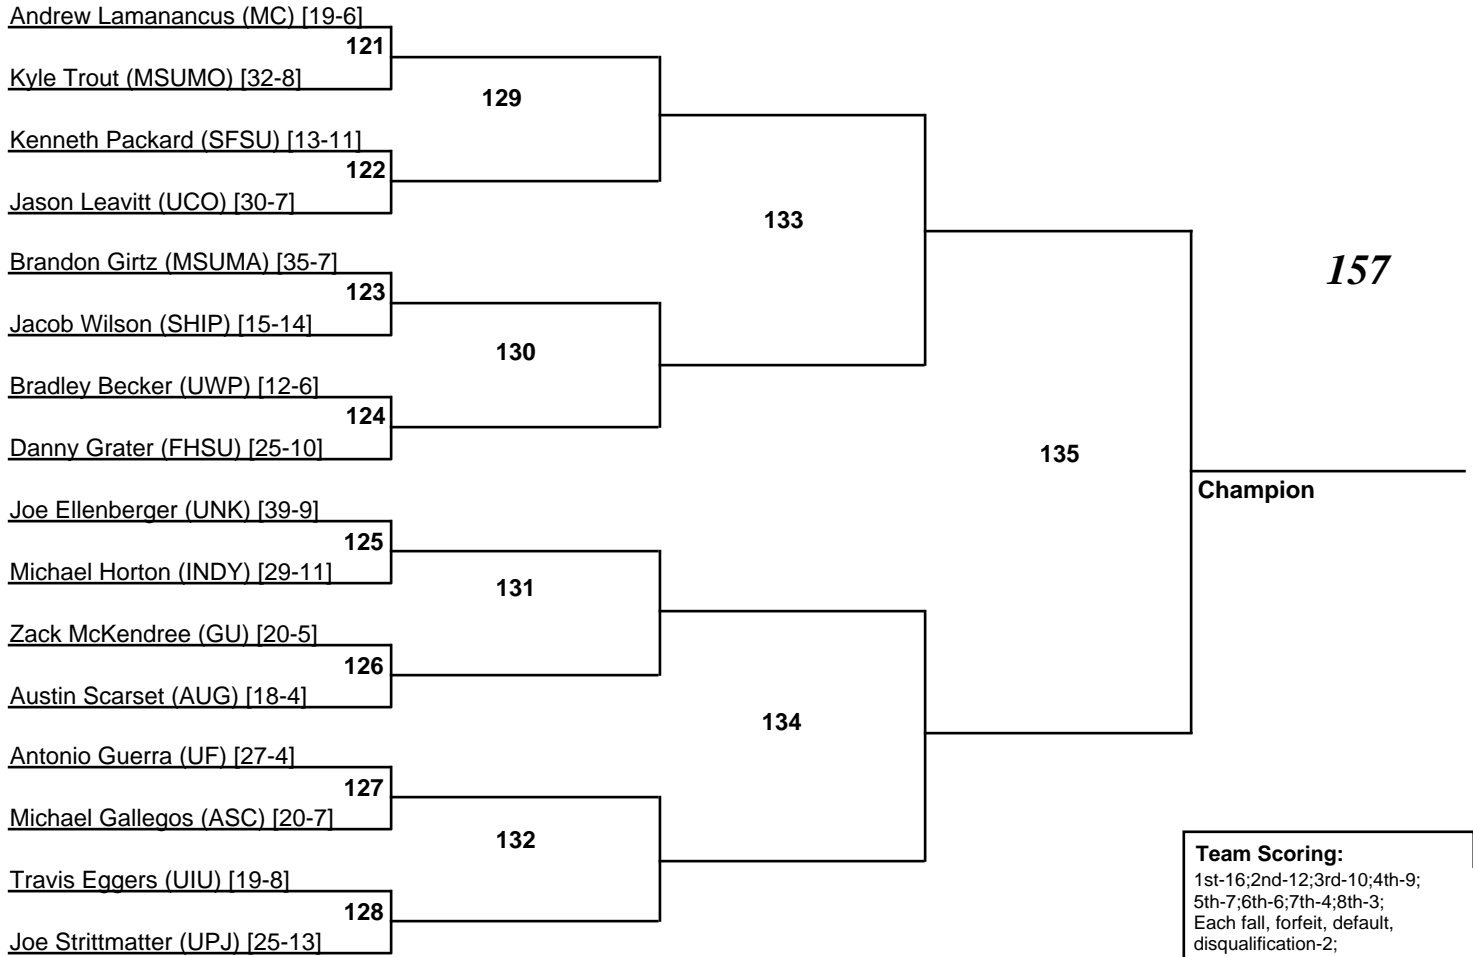 Andrew Lamanancus (MC) [19-6]
121
Kyle Trout (MSUMO) [32-8]
129
Kenneth Packard (SFSU) [13-11]
122
Jason Leavitt (UCO) [30-7]
133
Brandon Girtz (MSUMA) [35-7]
157
123
Jacob Wilson (SHIP) [15-14]
130
Bradley Becker (UWP) [12-6]
124
Danny Grater (FHSU) [25-10]
135
Champion
Joe Ellenberger (UNK) [39-9]
125
Michael Horton (INDY) [29-11]
131
Zack McKendree (GU) [20-5]
126
Austin Scarset (AUG) [18-4]
134
Antonio Guerra (UF) [27-4]
127
Michael Gallegos (ASC) [20-7]
132
Travis Eggers (UIU) [19-8]
128
Joe Strittmatter (UPJ) [25-13]
Team Scoring:
1st-16;2nd-12;3rd-10;4th-9;
5th-7;6th-6;7th-4;8th-3;
Each fall, forfeit, default,
disqualification-2;